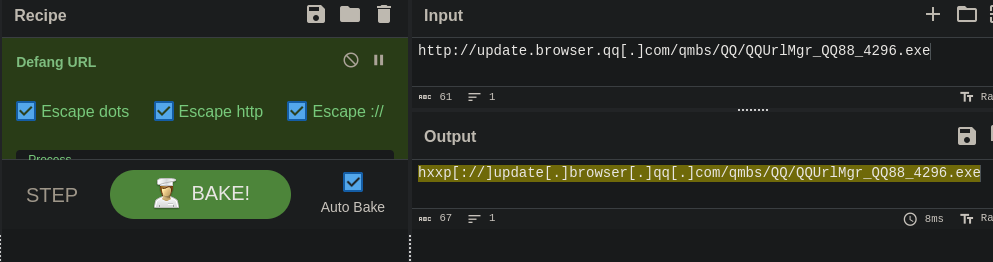 Recipe
Defang URL
Escape dots Escape http Escape ://
STEP
BAKE!
Auto Bake
Input
http://update.browser.qq[.]com/qmbs/QQ/QQUrlMgr_QQ88_4296.exe
ABC 61 1
Tт Ra
Output
hxxp[://]update[.]browser[.]qq[.]com/qmbs/QQ/QQUrlMgr_QQ88_4296.exe
ABC 67 1
8ms Tт Ra